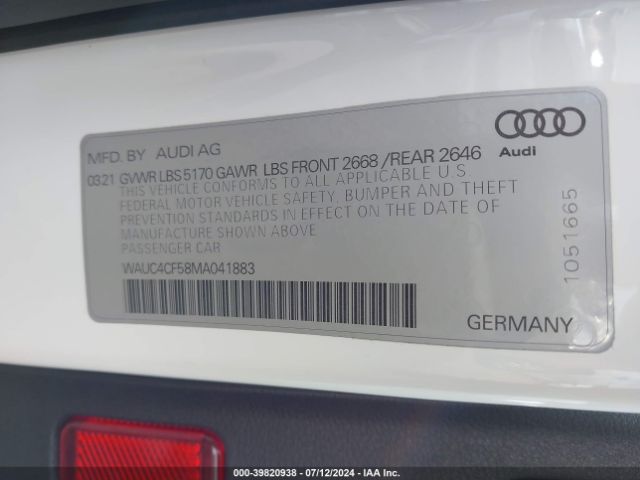 MFD. BY AUDI AG
0321 GVWR LBS 5170 GAWR LBS FRONT 2668 /REAR 2646
THIS VEHICLE CONFORMS TO ALL APPLICABLE U.S
FEDERAL MOTOR VEHICLE SAFETY, BUMPER AND THEFT
PREVENTION STANDARDS IN EFFECT ON THE DATE OF
MANUFACTURE SHOWN ABOVE
PASSENGER CAR
WAUC4CF58MA041883
Audi
1051665
GERMANY
000-39820938 - 07/12/2024 - IAA Inc.